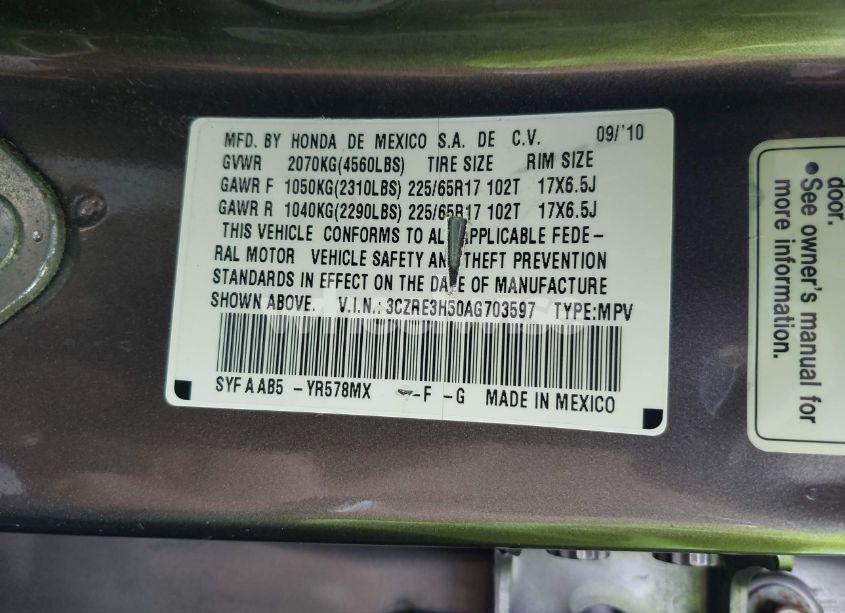 MFD. BY HONDA DE MEXICO S.A. DE C.V. 09/'10
GVWR 2070KG(4560LBS) TIRE SIZE RIM SIZE
GAWR F 1050KG(2310LBS) 225/65R17 102T 17X6.5J
GAWR R 1040KG(2290LBS) 225/65R17 102T 17X6.5J
THIS VEHICLE CONFORMS TO ALL APPLICABLE FEDE-
RAL MOTOR VEHICLE SAFETY AND THEFT PREVENTION
STANDARDS IN EFFECT ON THE DATE OF MANUFACTURE
SHOWN ABOVE. V.I.N.: 3CZRE3H50AG703597 TYPE:MPV
SYF A AB5 -YR578MX -F -G MADE IN MEXICO
door.
●See owner's manual for
more information.